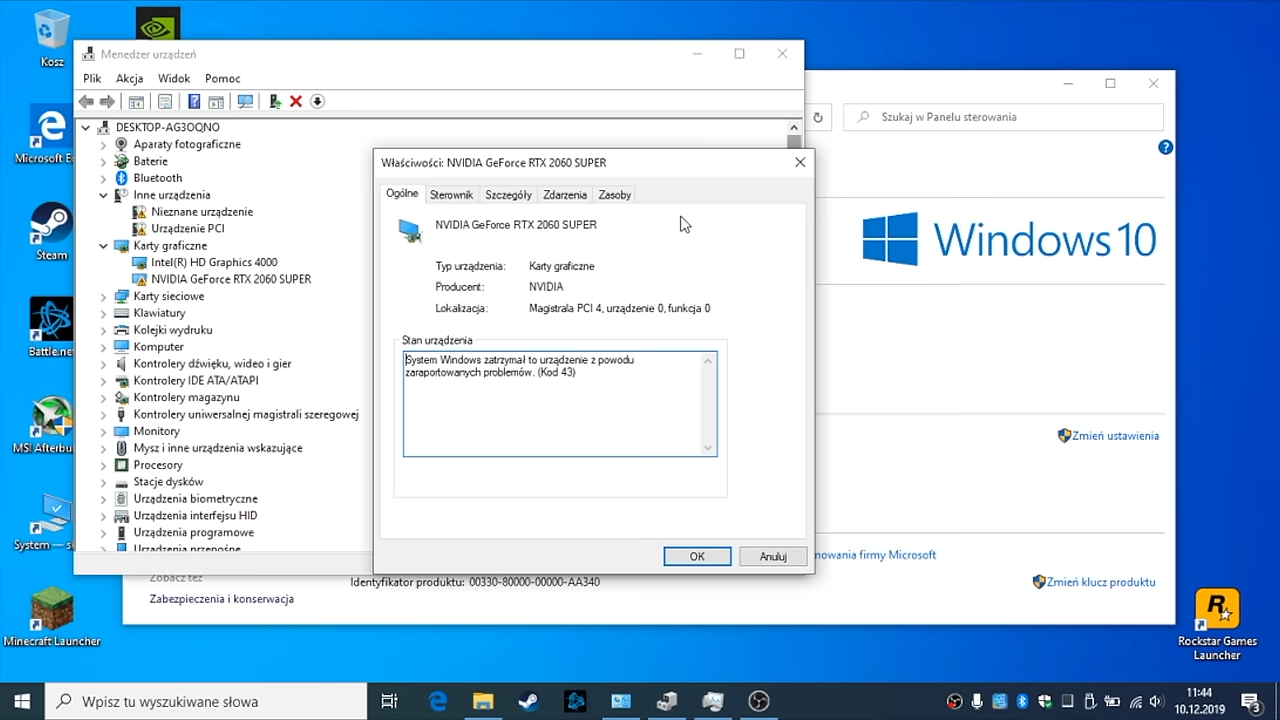 Kosz
Microsoft E
Steam
Battle.net
MSI Afterbu
System — s
Minecraft Launcher
Menedżer urządzeń
Plik Akcja Widok Pomoc
DESKTOP-AG3OQNO
Aparaty fotograficzne
Baterie
Bluetooth
Inne urządzenia
Nieznane urządzenie
Urządzenie PCI
Karty graficzne
Intel(R) HD Graphics 4000
NVIDIA GeForce RTX 2060 SUPER
Karty sieciowe
Klawiatury
Kolejki wydruku
Komputer
Kontrolery dźwięku, wideo i gier
Kontrolery IDE ATA/ATAPI
Kontrolery magazynu
Kontrolery uniwersalnej magistrali szeregowej
Monitory
Mysz i inne urządzenia wskazujące
Procesory
Stacje dysków
Urządzenia biometryczne
Urządzenia interfejsu HID
Urządzenia programowe
Urządzenia przenośne
Właściwości: NVIDIA GeForce RTX 2060 SUPER
Ogólne Sterownik Szczegóły Zdarzenia Zasoby
NVIDIA GeForce RTX 2060 SUPER
Typ urządzenia: Karty graficzne
Producent: NVIDIA
Lokalizacja: Magistrala PCI 4, urządzenie 0, funkcja 0
Stan urządzenia
System Windows zatrzymał to urządzenie z powodu
zaraportowanych problemów. (Kod 43)
OK Anuluj
Szukaj w Panelu sterowania
Windows 10
Zmień ustawienia
firmy Microsoft
Identyfikator produktu: 00330-80000-00000-AA340
Zmień klucz produktu
Zobacz też
Zabezpieczenia i konserwacja
Rockstar Games
Launcher
Wpisz tu wyszukiwane słowa
11:44
10.12.2019
3